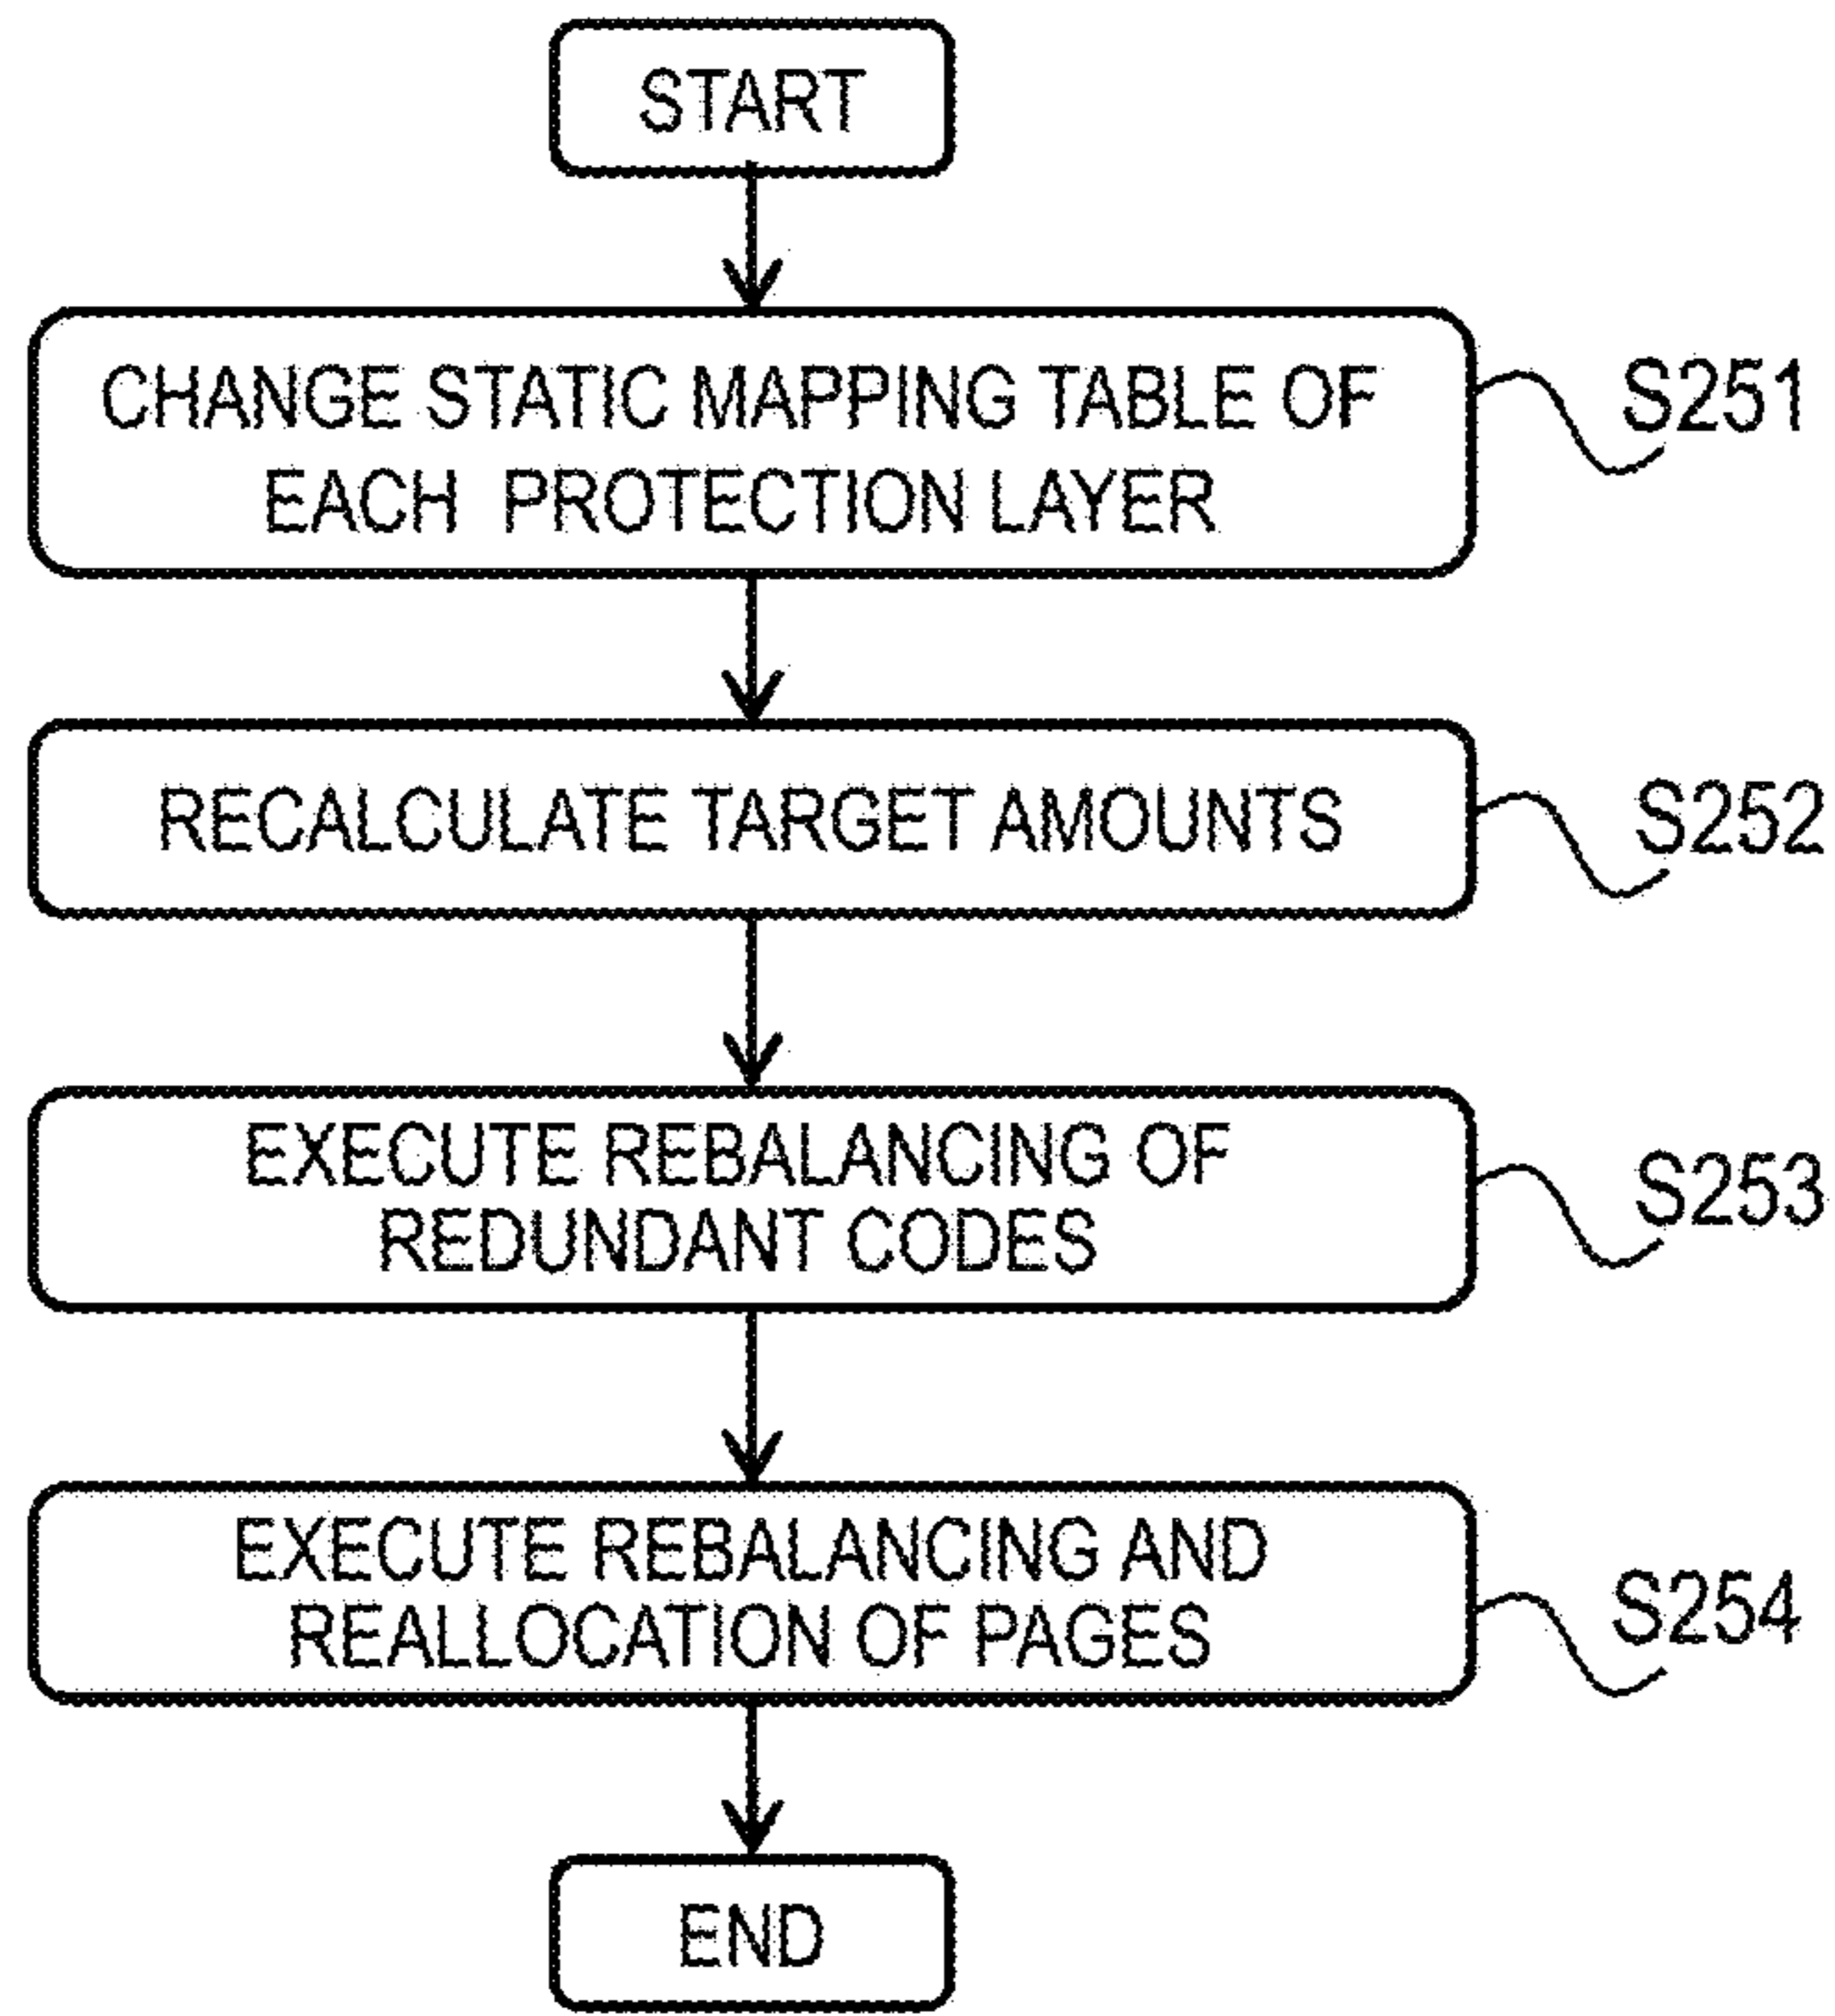 START
CHANGE STATIC MAPPING TABLE OF
EACH PROTECTION LAYER
S251
RECALCULATE TARGET AMOUNTS
S252
EXECUTE REBALANCING OF
REDUNDANT CODES
S253
EXECUTE REBALANCING AND
REALLOCATION OF PAGES
S254
END